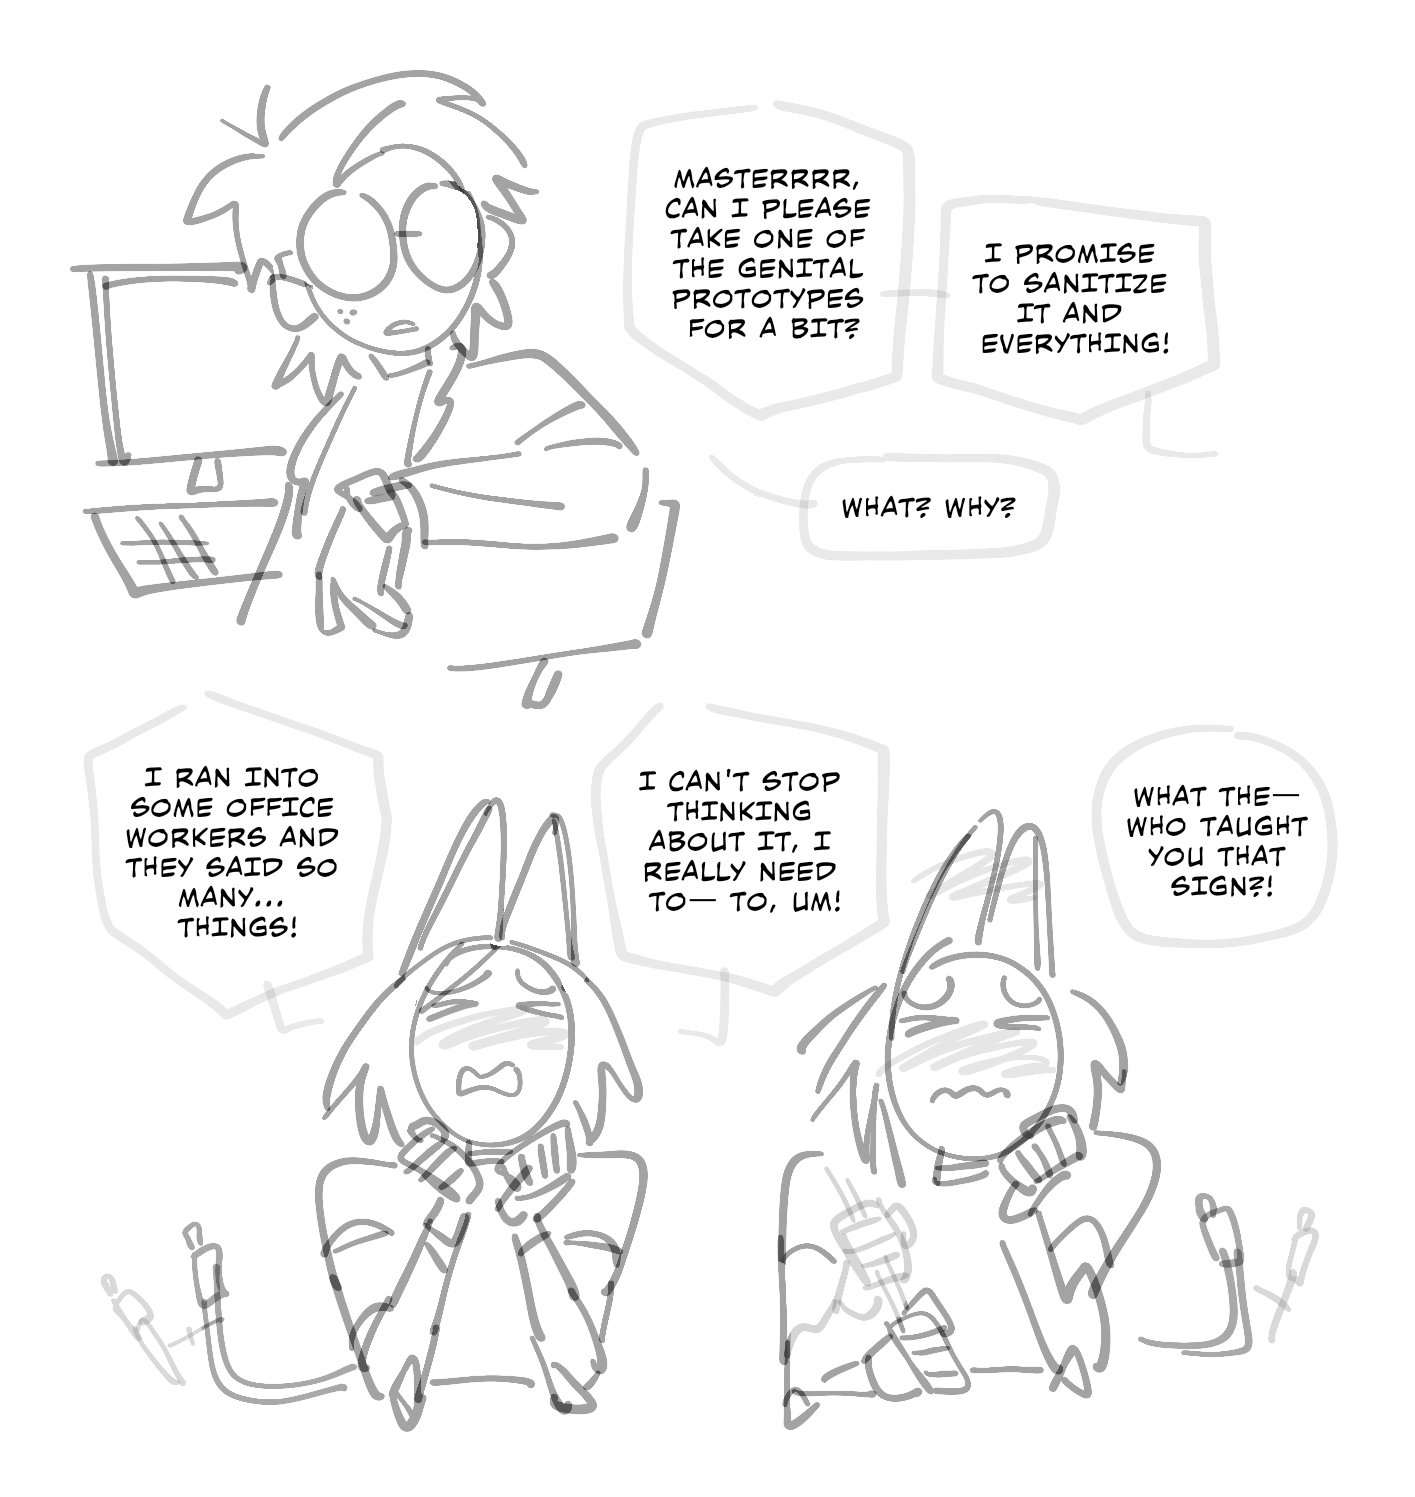 MASTERRRR,
CAN I PLEASE
TAKE ONE OF
THE GENITAL
PROTOTYPES
FOR A BIT?
I PROMISE
TO SANITIZE
IT AND
EVERYTHING!
WHAT? WHY?
I RAN INTO
SOME OFFICE
WORKERS AND
THEY SAID SO
MANY...
THINGS!
I CAN'T STOP
THINKING
ABOUT IT, I
REALLY NEED
TO— TO, UM!
WHAT THE—
WHO TAUGHT
YOU THAT
SIGN?!